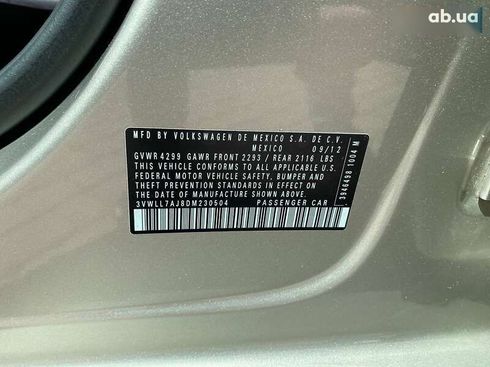 ab.ua
MFD BY VOLKSWAGEN DE MEXICO S.A. DE C.V.
MEXICO 09/12
GVWR 4299 GAWR FRONT 2293 / REAR 2116 LBS
THIS VEHICLE CONFORMS TO ALL APPLICABLE U.S.
FEDERAL MOTOR VEHICLE SAFETY, BUMPER, AND
THEFT PREVENTION STANDARDS IN EFFECT ON
THE DATE OF MANUFACTURE SHOWN ABOVE
3VWLL7AJ8DM230504 PASSENGER CAR
3946498 1004 M